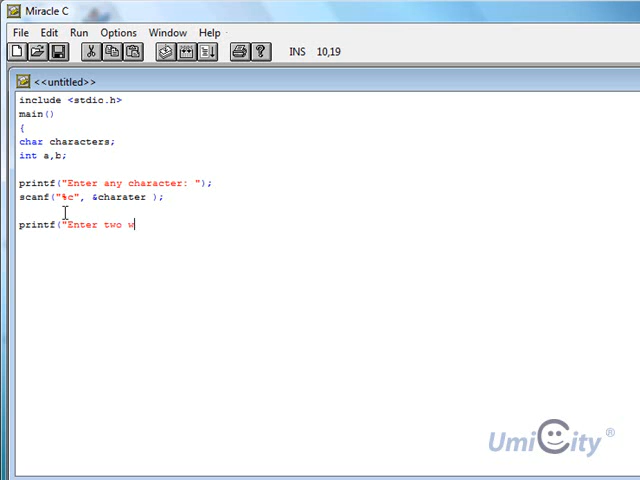 Miracle C
File Edit Run Options Window Help
INS 10,19
<<untitled>>
include <stdic.h>
main()
{
char characters;
int a,b;
printf("Enter any character: ");
scanf("%c", &charater );
printf("Enter two w
UmiCity ®